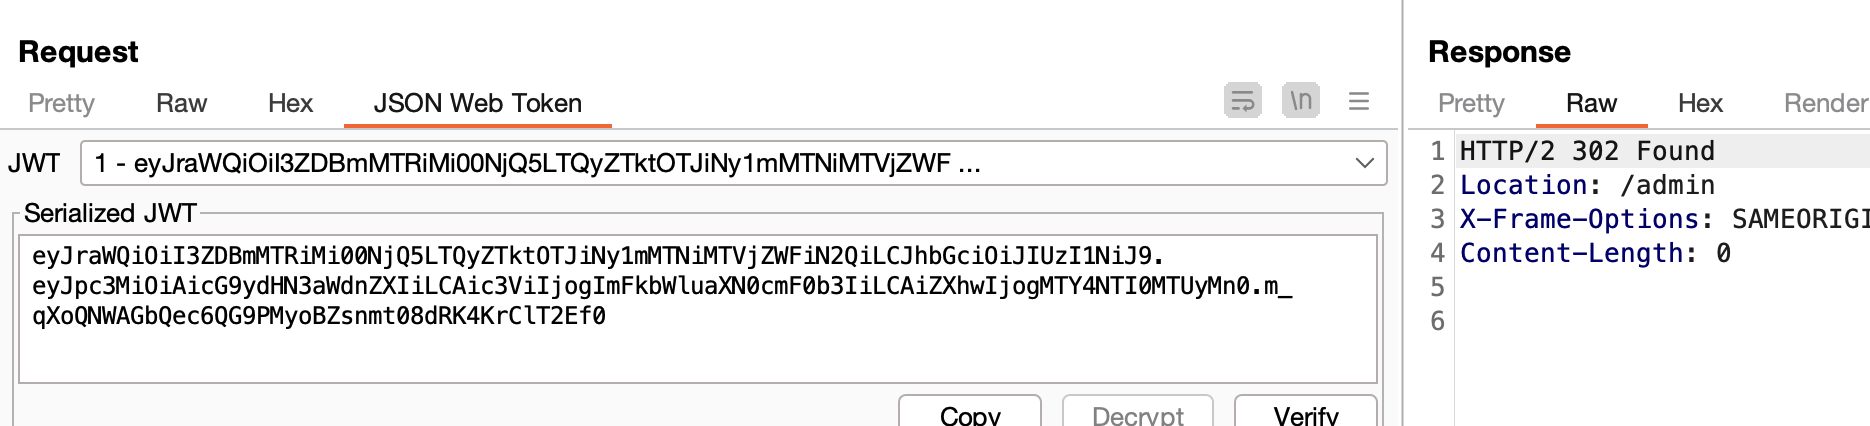 Request
Pretty Raw Hex JSON Web Token \n
JWT 1 - eyJraWQiOiI3ZDBmMTRiMi00NjQ5LTQyZTktOTJiNy1mMTNiMTVjZWF ...
Serialized JWT
eyJraWQiOiI3ZDBmMTRiMi00NjQ5LTQyZTktOTJiNy1mMTNiMTVjZWFiN2QiLCJhbGciOiJIUzI1NiJ9.
eyJpc3MiOiAicG9ydHN3aWdnZXIiLCAic3ViIjogImFkbWluaXN0cmF0b3IiLCAiZXhwIjogMTY4NTI0MTUyMn0.m_
qXoQNWAGbQec6QG9PMyoBZsnmt08dRK4KrClT2Ef0
Copy Decrypt Verify
Response
Pretty Raw Hex Render
1 HTTP/2 302 Found
2 Location: /admin
3 X-Frame-Options: SAMEORIGI
4 Content-Length: 0
5
6